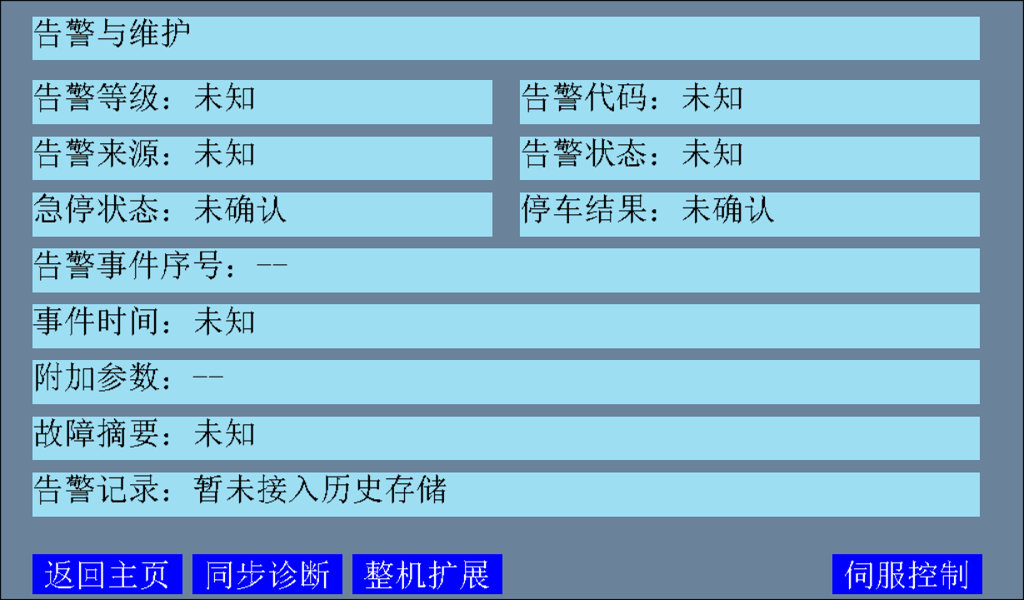 告警与维护
告警等级：未知
告警代码：未知
告警来源：未知
告警状态：未知
急停状态：未确认
停车结果：未确认
告警事件序号：--
事件时间：未知
附加参数：--
故障摘要：未知
告警记录：暂未接入历史存储
返回主页
同步诊断
整机扩展
伺服控制